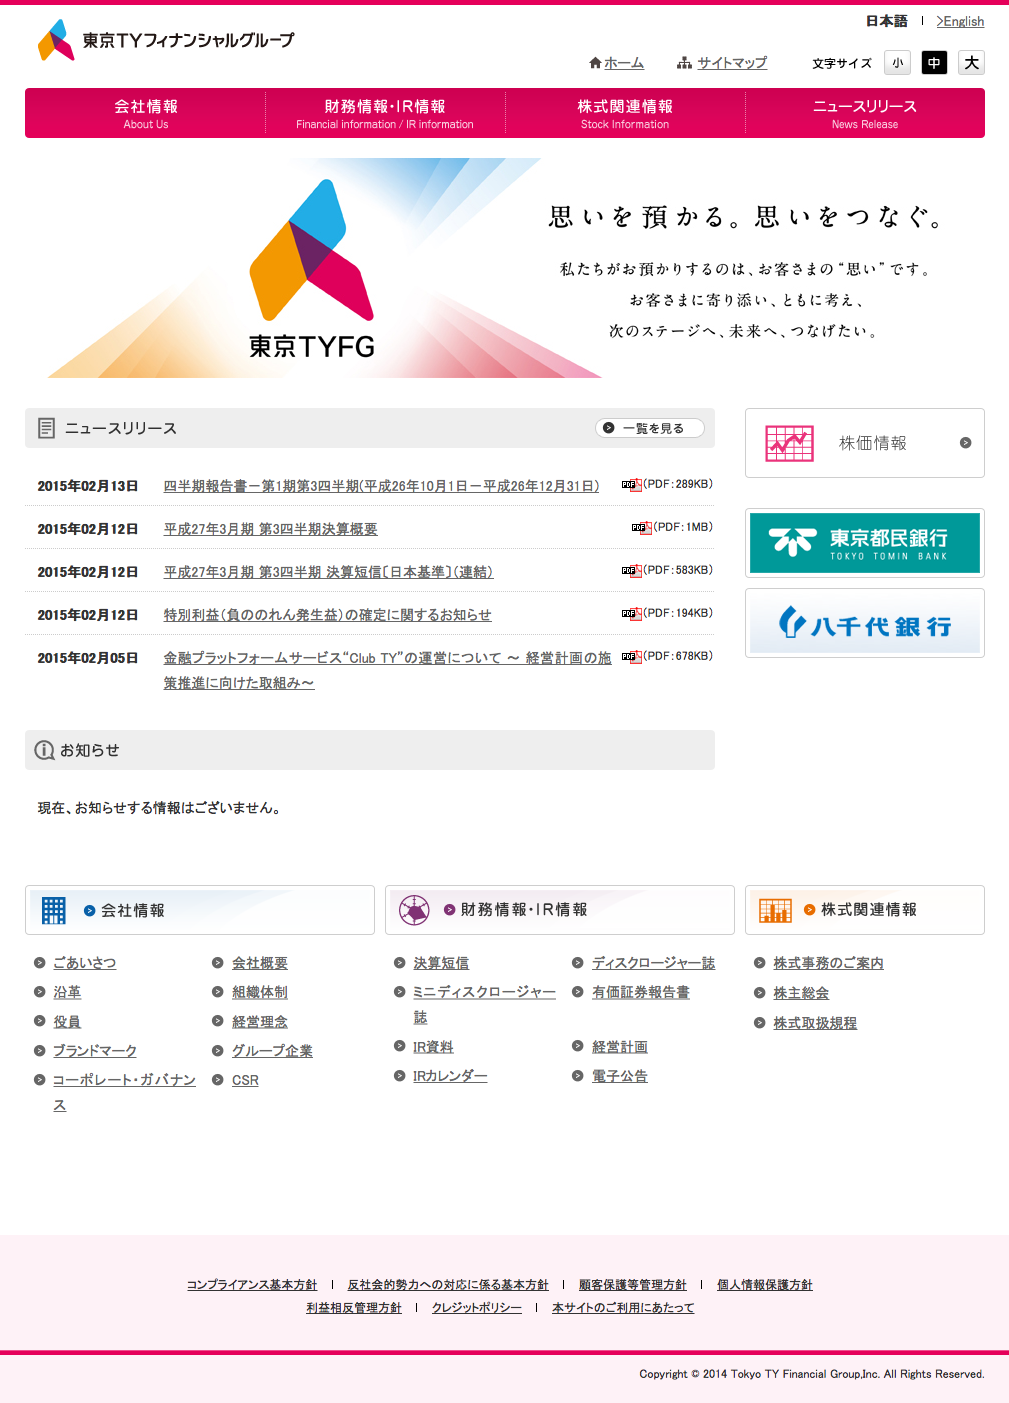 日本語 | >English
東京TYフィナンシャルグループ
ホーム サイトマップ 文字サイズ 小 中 大
会社情報 財務情報・IR情報 株式関連情報 ニュースリリース
About Us Financial information / IR information Stock Information News Release
思いを預かる。思いをつなぐ。
私たちがお預かりするのは、お客さまの“思い”です。
お客さまに寄り添い、ともに考え、
次のステージへ、未来へ、つなげたい。
東京TYFG
ニュースリリース 一覧を見る
株価情報
2015年02月13日 四半期報告書－第1期第3四半期(平成26年10月1日－平成26年12月31日) PDF(PDF：289KB)
2015年02月12日 平成27年3月期 第3四半期決算概要 PDF(PDF：1MB)
2015年02月12日 平成27年3月期 第3四半期 決算短信〔日本基準〕（連結） PDF(PDF：583KB)
2015年02月12日 特別利益（負ののれん発生益）の確定に関するお知らせ PDF(PDF：194KB)
2015年02月05日 金融プラットフォームサービス“Club TY”の運営について ～ 経営計画の施 PDF(PDF：678KB)
策推進に向けた取組み～
東京都民銀行
TOKYO TOMIN BANK
八千代銀行
お知らせ
現在、お知らせする情報はございません。
会社情報
ごあいさつ 会社概要
沿革 組織体制
役員 経営理念
ブランドマーク グループ企業
コーポレート・ガバナン CSR
ス
財務情報・IR情報
決算短信 ディスクロージャー誌
ミニディスクロージャー 有価証券報告書
誌
IR資料 経営計画
IRカレンダー 電子公告
株式関連情報
株式事務のご案内
株主総会
株式取扱規程
コンプライアンス基本方針 | 反社会的勢力への対応に係る基本方針 | 顧客保護等管理方針 | 個人情報保護方針
利益相反管理方針 | クレジットポリシー | 本サイトのご利用にあたって
Copyright © 2014 Tokyo TY Financial Group,Inc. All Rights Reserved.